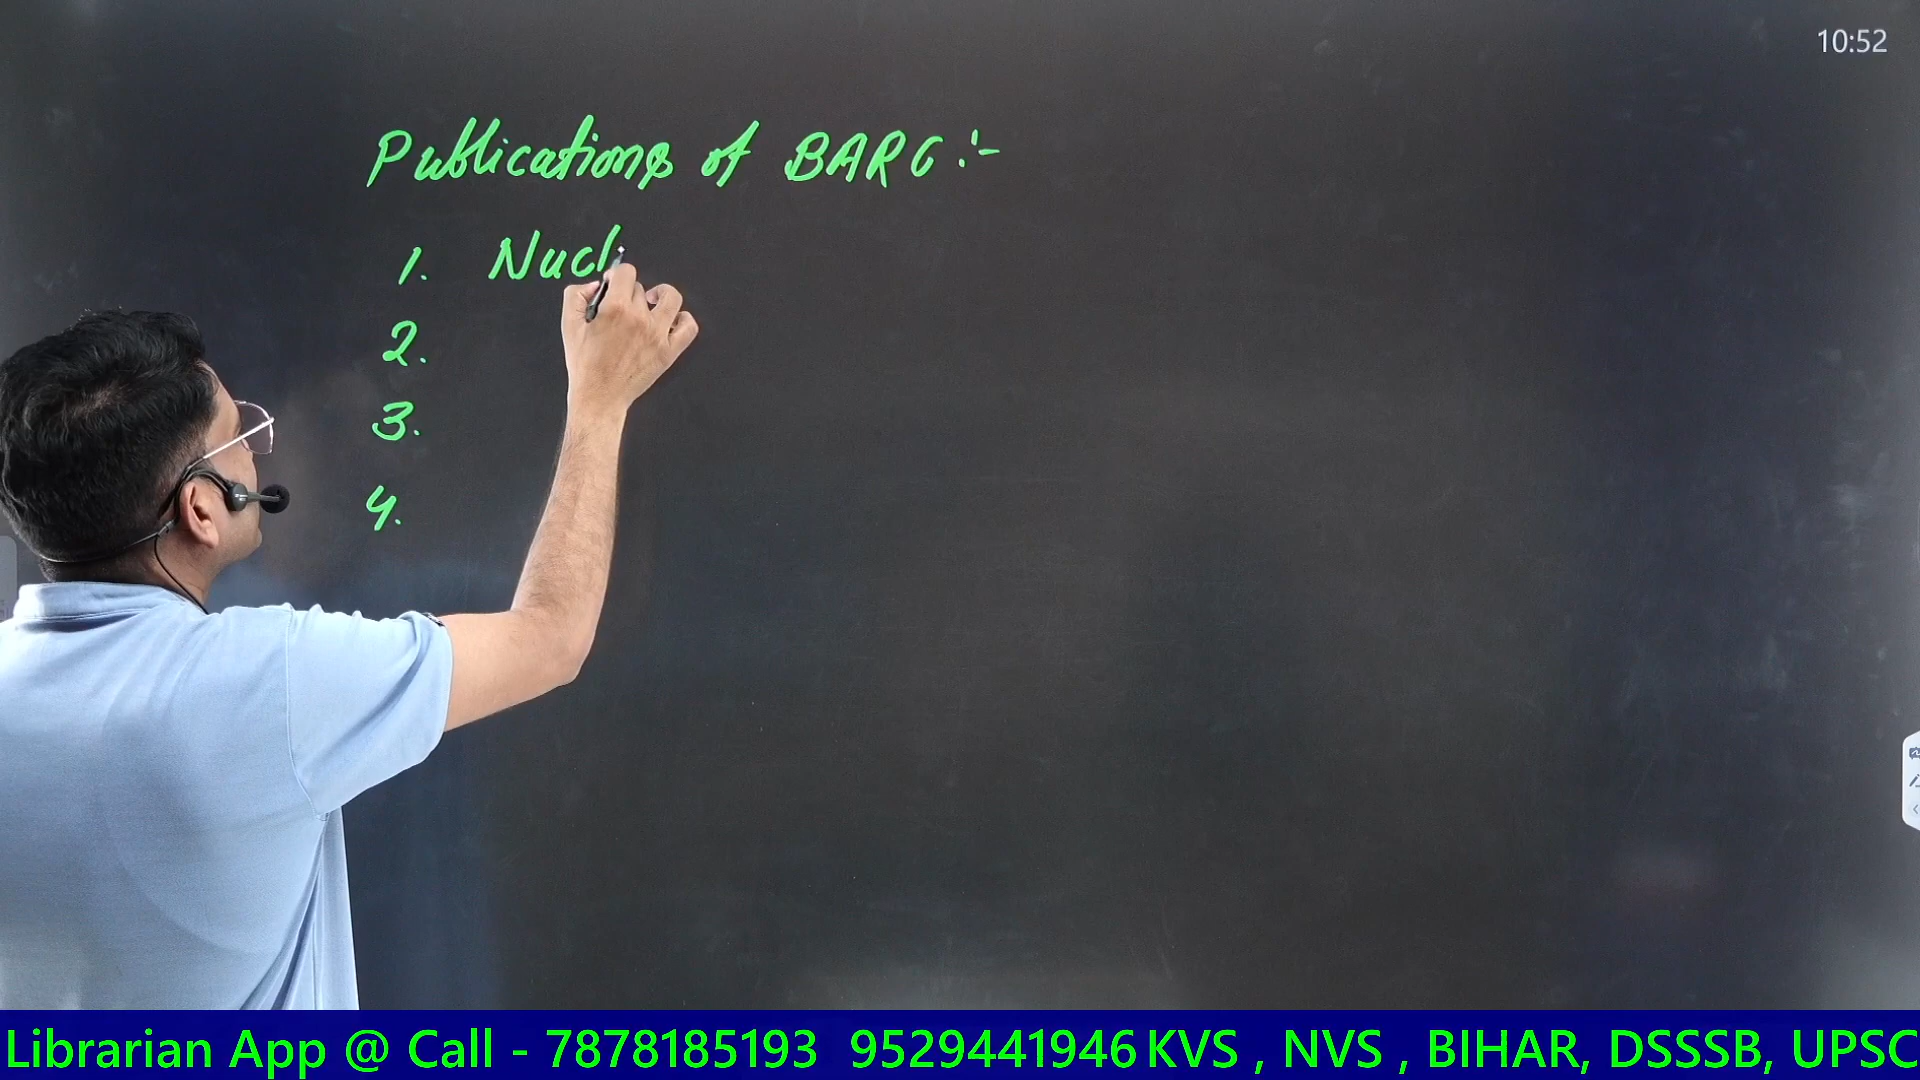 10:52
Publications of BARC :-
1. Nucl
2.
3.
4.
Librarian App @ Call - 7878185193 9529441946 KVS , NVS , BIHAR, DSSSB, UPSC